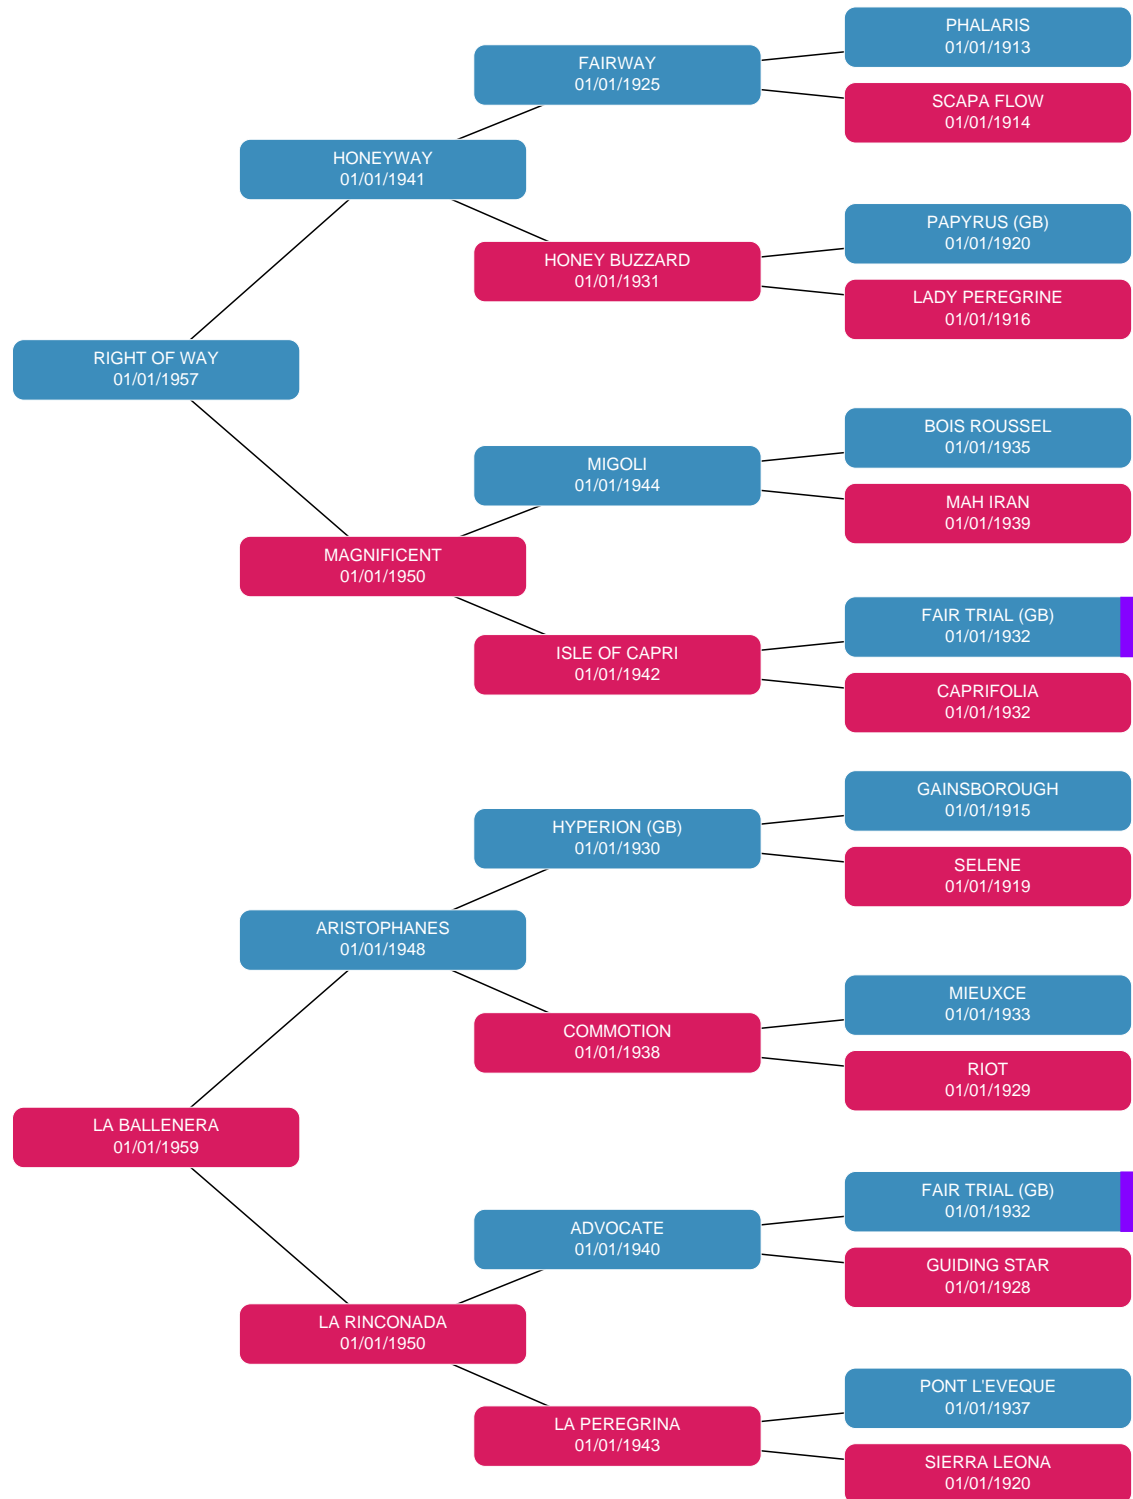 PHALARIS
01/01/1913
FAIRWAY
01/01/1925
SCAPA FLOW
01/01/1914
HONEYWAY
01/01/1941
PAPYRUS (GB)
01/01/1920
HONEY BUZZARD
01/01/1931
LADY PEREGRINE
01/01/1916
RIGHT OF WAY
01/01/1957
BOIS ROUSSEL
01/01/1935
MIGOLI
01/01/1944
MAH IRAN
01/01/1939
MAGNIFICENT
01/01/1950
FAIR TRIAL (GB)
01/01/1932
ISLE OF CAPRI
01/01/1942
CAPRIFOLIA
01/01/1932
GAINSBOROUGH
01/01/1915
HYPERION (GB)
01/01/1930
SELENE
01/01/1919
ARISTOPHANES
01/01/1948
MIEUXCE
01/01/1933
COMMOTION
01/01/1938
RIOT
01/01/1929
LA BALLENERA
01/01/1959
FAIR TRIAL (GB)
01/01/1932
ADVOCATE
01/01/1940
GUIDING STAR
01/01/1928
LA RINCONADA
01/01/1950
PONT L'EVEQUE
01/01/1937
LA PEREGRINA
01/01/1943
SIERRA LEONA
01/01/1920